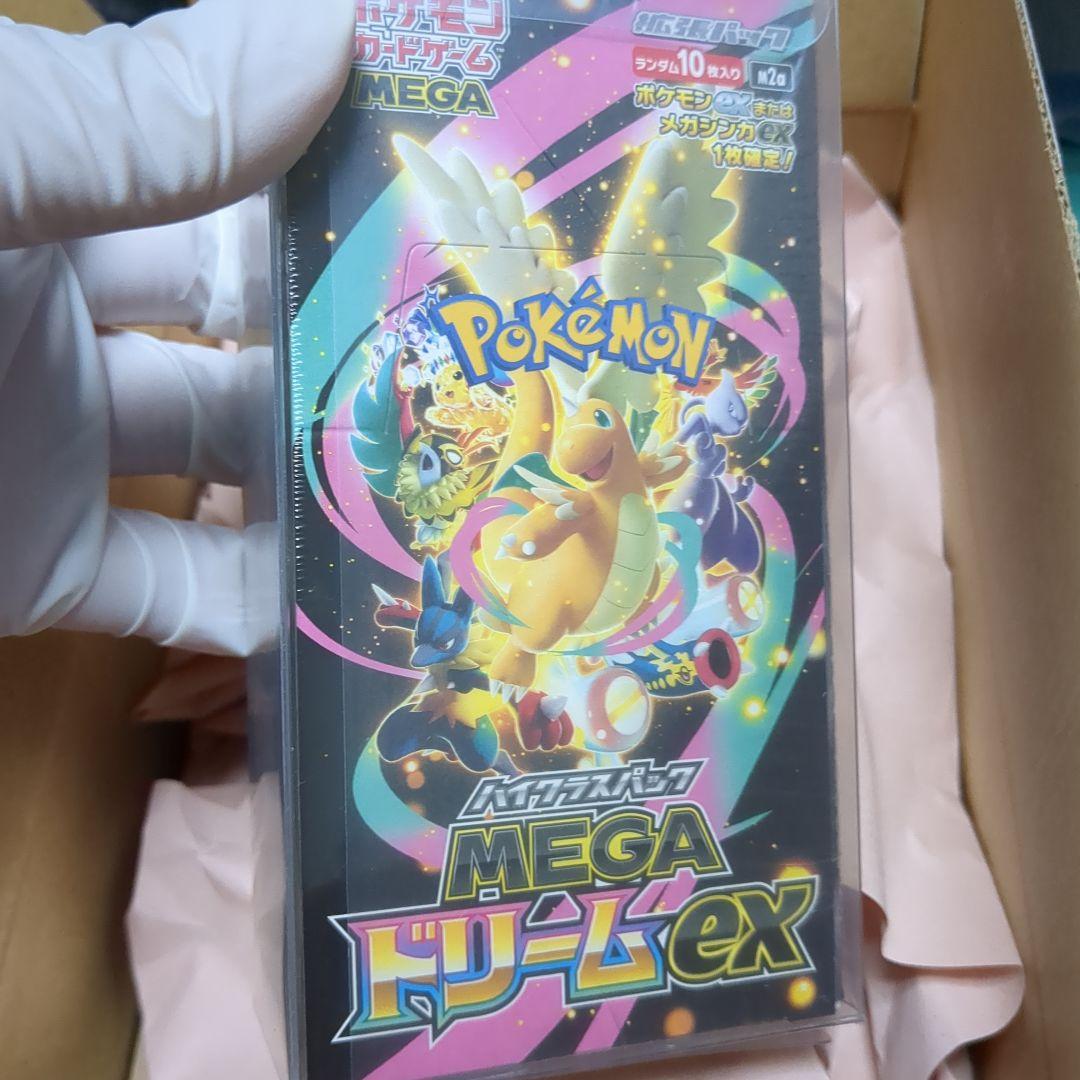 ポケモン
カードゲーム
MEGA
拡張パック
ランダム10枚入り
M2a
ポケモンexまたは
メガシンカex
1枚確定!
POKéMON
ハイクラスパック
MEGA
ドリームex